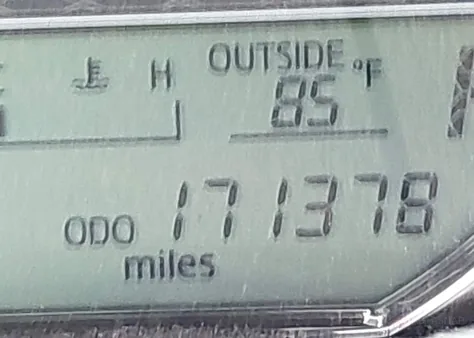 H OUTSIDE °F
85
ODO 171378
miles